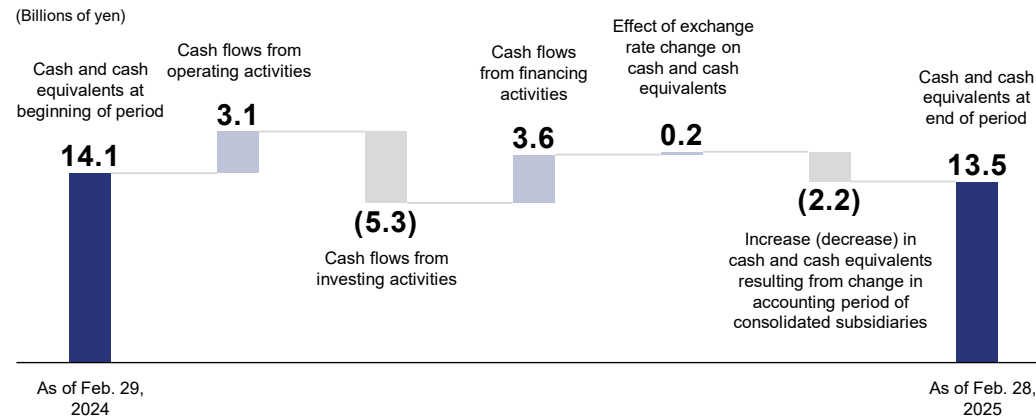 (Billions of yen)
Cash and cash
equivalents at
beginning of period
14.1
Cash flows from
operating activities
3.1
(5.3)
Cash flows from
investing activities
Cash flows
from financing
activities
3.6
Effect of exchange
rate change on
cash and cash
equivalents
0.2
(2.2)
Increase (decrease) in
cash and cash equivalents
resulting from change in
accounting period of
consolidated subsidiaries
Cash and cash
equivalents at
end of period
13.5
As of Feb. 29,
2024
As of Feb. 28,
2025